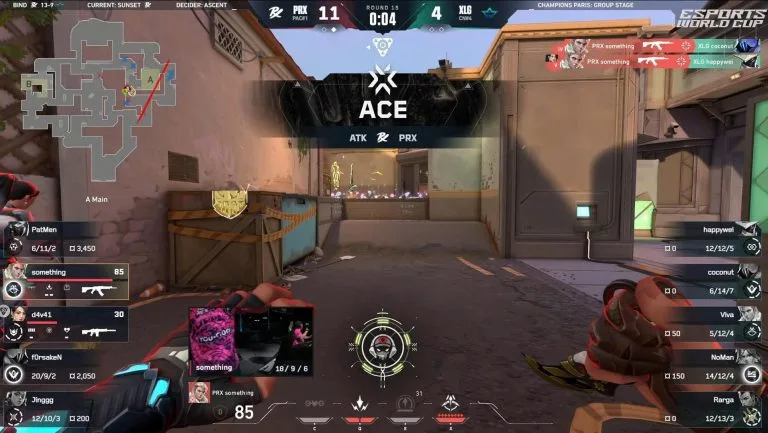 BIND 13-9 CURRENT: SUNSET DECIDER: ASCENT
PRX
PAC#1
11
ROUND 15
0:04
4
XLG
CN#4
CHAMPIONS PARIS: GROUP STAGE
ESPORTS
WORLD CUP
PRX something XLG coconut
PRX something XLG happywei
B
A
A Main
ACE
ATK PRX
PatMen
6/11/2 3,450
something 85
d4v41 30
f0rsakeN
20/9/2 2,050
Jinggg
12/10/3 200
happywei
0 12/12/5
coconut
0 6/14/7
Viva
50 5/12/4
NoMan
150 14/12/4
Rarga
0 12/13/3
something 18/9/6
PRX something
85
31
C Q E X